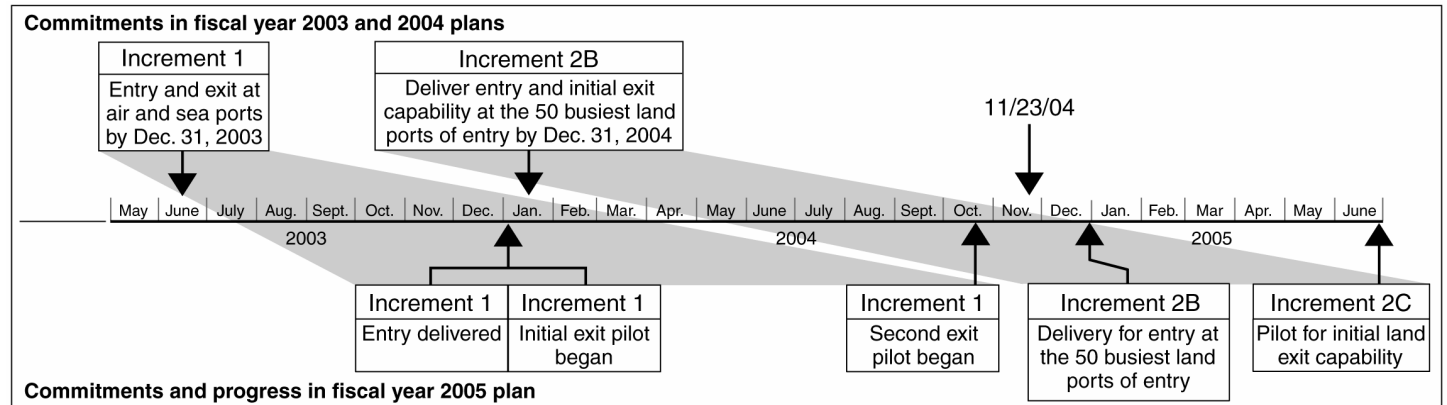 Commitments in fiscal year 2003 and 2004 plans
Increment 1
Entry and exit at
air and sea ports
by Dec. 31, 2003
Increment 2B
Deliver entry and initial exit
capability at the 50 busiest land
ports of entry by Dec. 31, 2004
11/23/04
May June July Aug. Sept. Oct. Nov. Dec. Jan. Feb. Mar. Apr. May June July Aug. Sept. Oct. Nov. Dec. Jan. Feb. Mar Apr. May June
2003 2004 2005
Increment 1
Entry delivered
Increment 1
Initial exit pilot
began
Increment 1
Second exit
pilot began
Increment 2B
Delivery for entry at
the 50 busiest land
ports of entry
Increment 2C
Pilot for initial land
exit capability
Commitments and progress in fiscal year 2005 plan